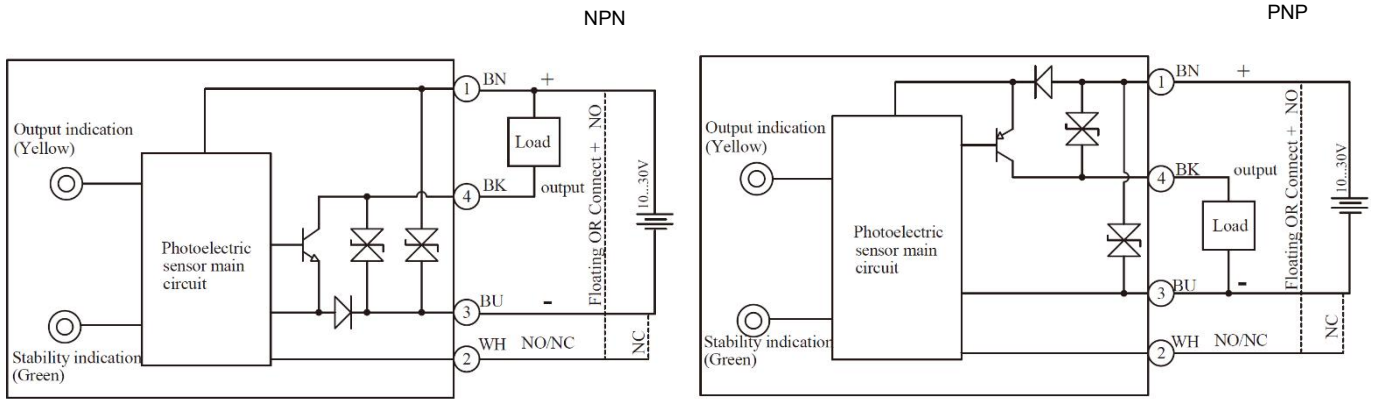 NPN
1 BN +
Output indication
(Yellow)
Load
4 BK output
Photoelectric
sensor main
circuit
3 BU -
Stability indication
(Green)
2 WH NO/NC
Floating OR Connect + NO
NC
10...30V
PNP
1 BN +
Output indication
(Yellow)
4 BK output
Load
Photoelectric
sensor main
circuit
3 BU -
Stability indication
(Green)
2 WH NO/NC
Floating OR Connect + NO
NC
10...30V